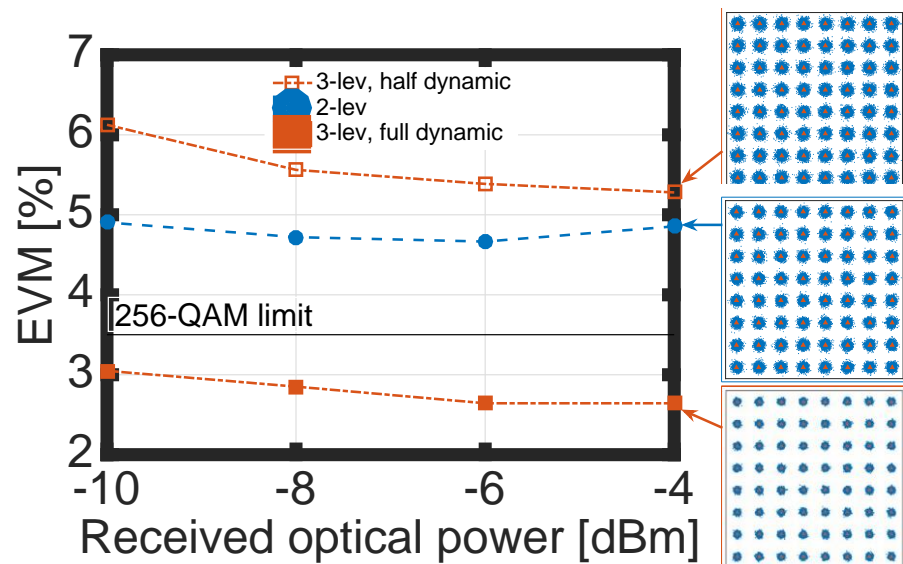 7
6
5
4
3
2
EVM [%]
3-lev, half dynamic
2-lev
3-lev, full dynamic
256-QAM limit
-10 -8 -6 -4
Received optical power [dBm]